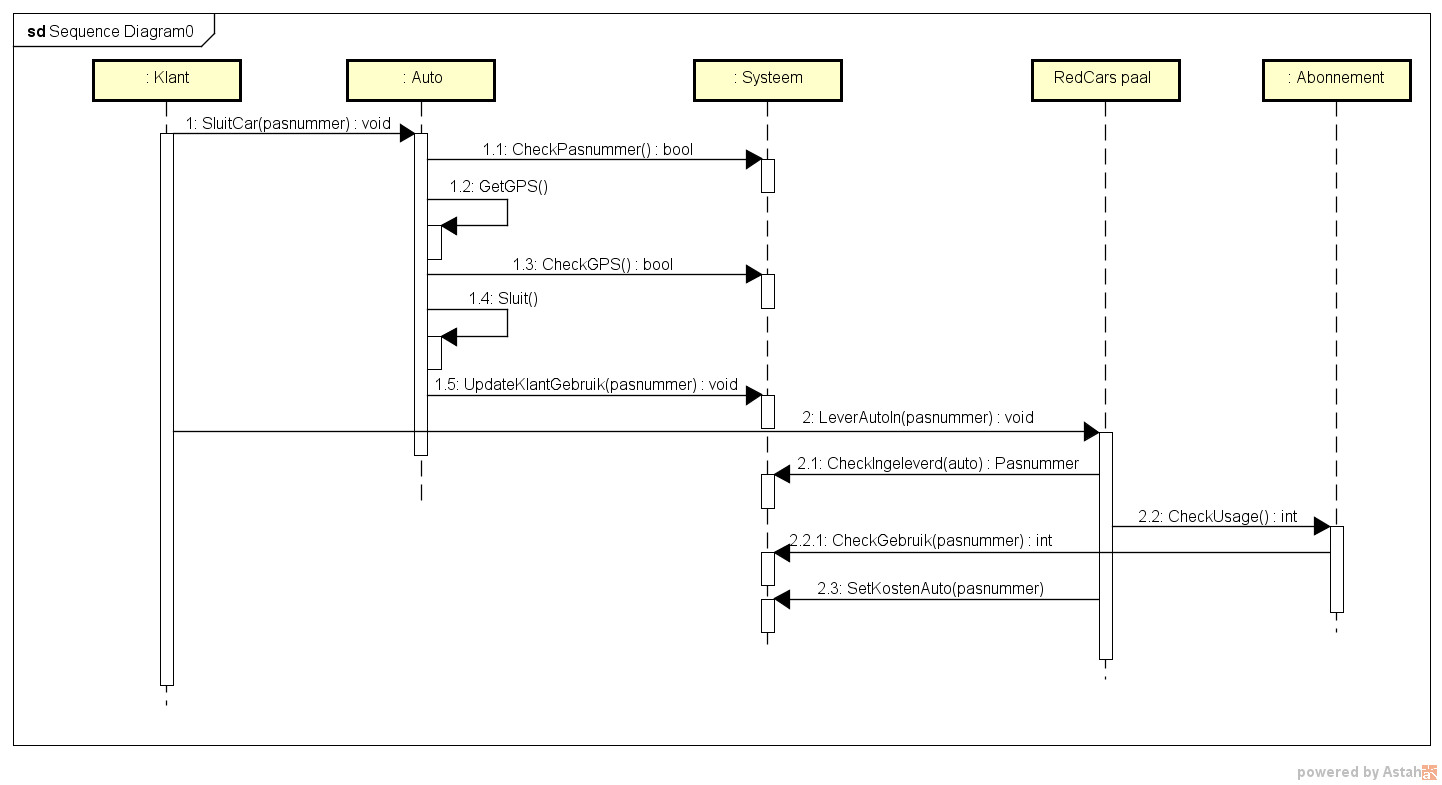 sd Sequence Diagram0
: Klant
: Auto
: Systeem
RedCars paal
: Abonnement
1: SluitCar(pasnummer) : void
1.1: CheckPasnummer() : bool
1.2: GetGPS()
1.3: CheckGPS() : bool
1.4: Sluit()
1.5: UpdateKlantGebruik(pasnummer) : void
2: LeverAutoIn(pasnummer) : void
2.1: CheckIngeleverd(auto) : Pasnummer
2.2: CheckUsage() : int
2.2.1: CheckGebruik(pasnummer) : int
2.3: SetKostenAuto(pasnummer)
powered by Astah